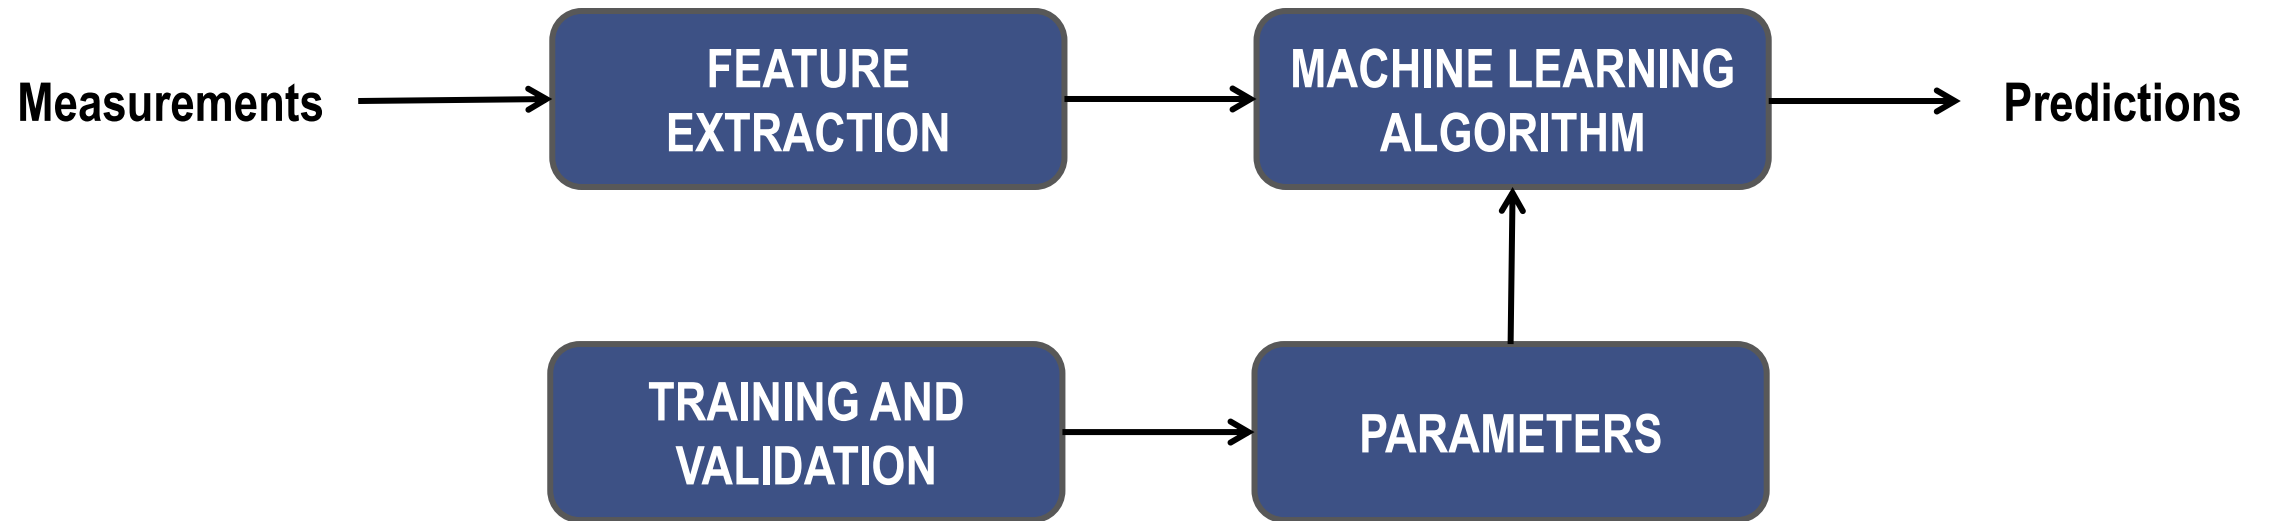 Measurements
FEATURE
EXTRACTION
MACHINE LEARNING
ALGORITHM
Predictions
TRAINING AND
VALIDATION
PARAMETERS